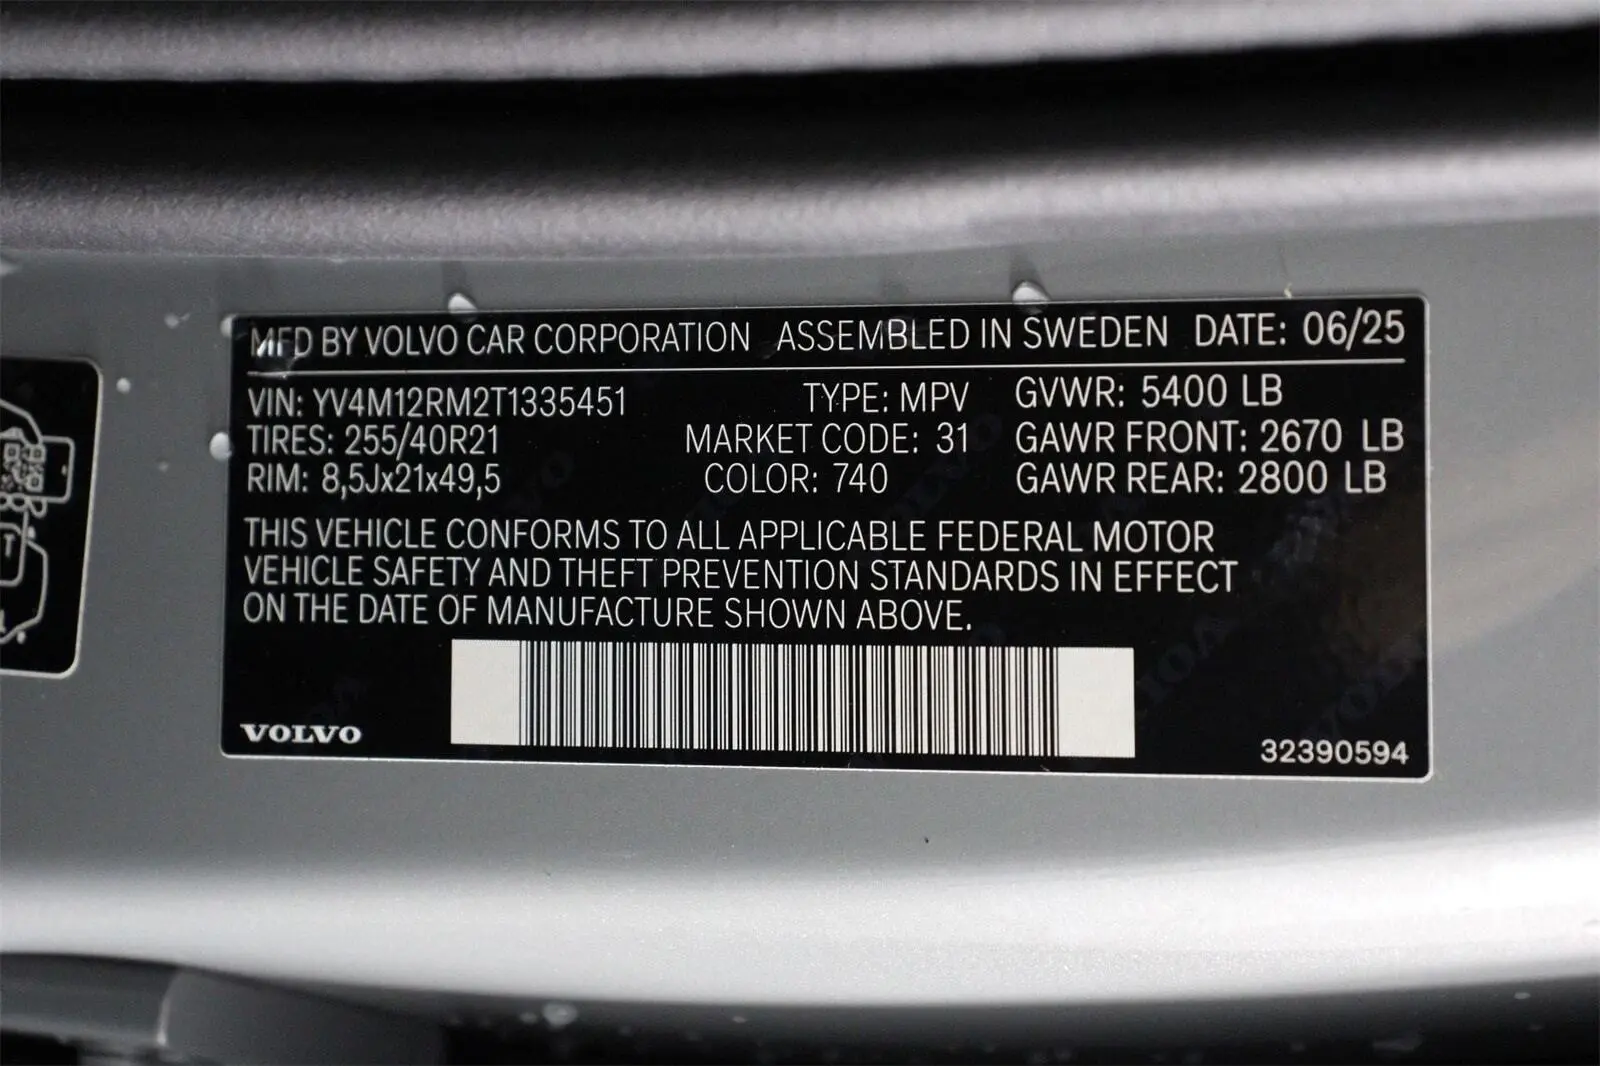 MFD BY VOLVO CAR CORPORATION ASSEMBLED IN SWEDEN DATE: 06/25
VIN: YV4M12RM2T1335451 TYPE: MPV GVWR: 5400 LB
TIRES: 255/40R21 MARKET CODE: 31 GAWR FRONT: 2670 LB
RIM: 8,5Jx21x49,5 COLOR: 740 GAWR REAR: 2800 LB
THIS VEHICLE CONFORMS TO ALL APPLICABLE FEDERAL MOTOR
VEHICLE SAFETY AND THEFT PREVENTION STANDARDS IN EFFECT
ON THE DATE OF MANUFACTURE SHOWN ABOVE.
VOLVO
32390594